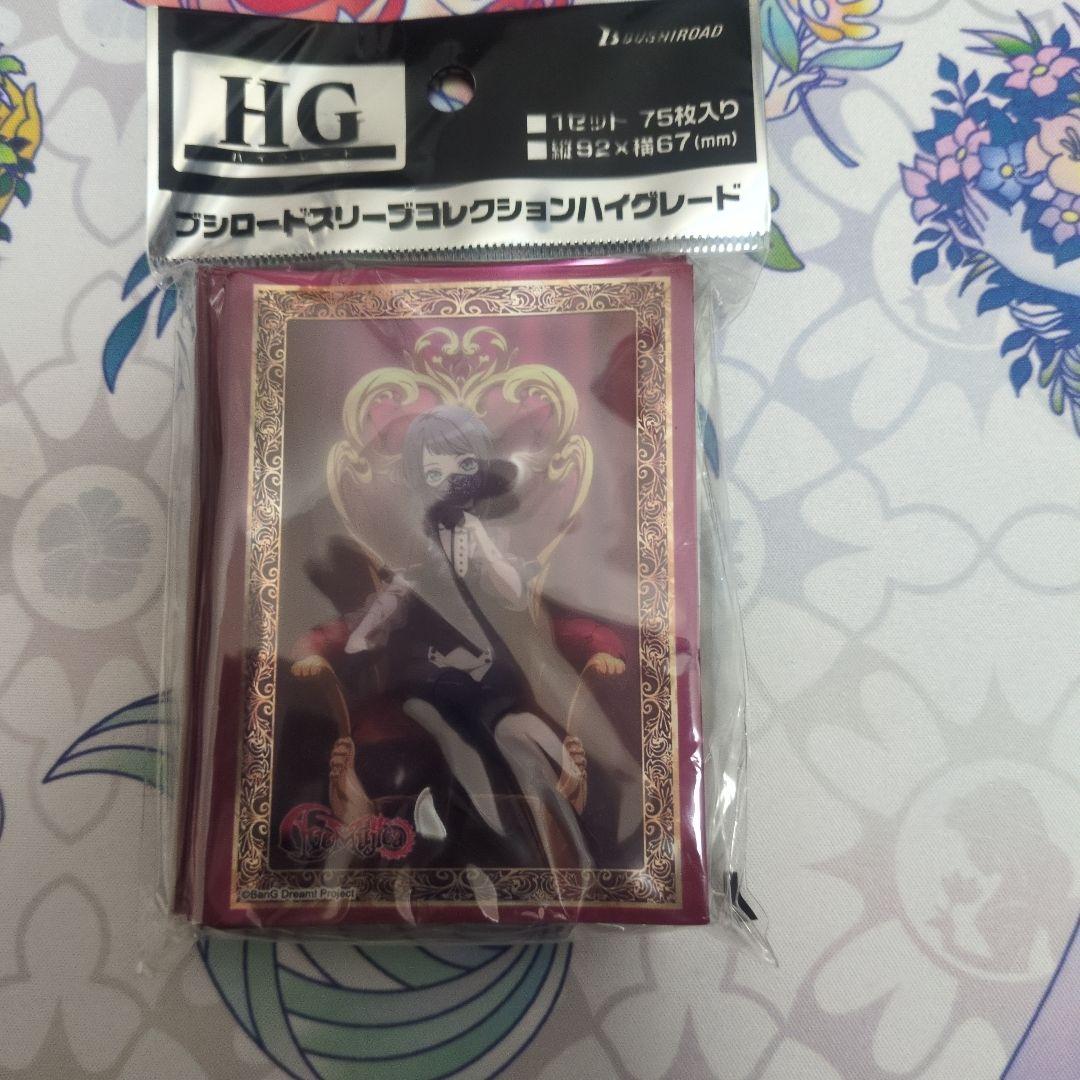 BUSHIROAD
HG
ハイグレード
■1セット 75枚入り
■縦92×横67(mm)
ブシロードスリーブコレクションハイグレード
©BanG Dream! Project